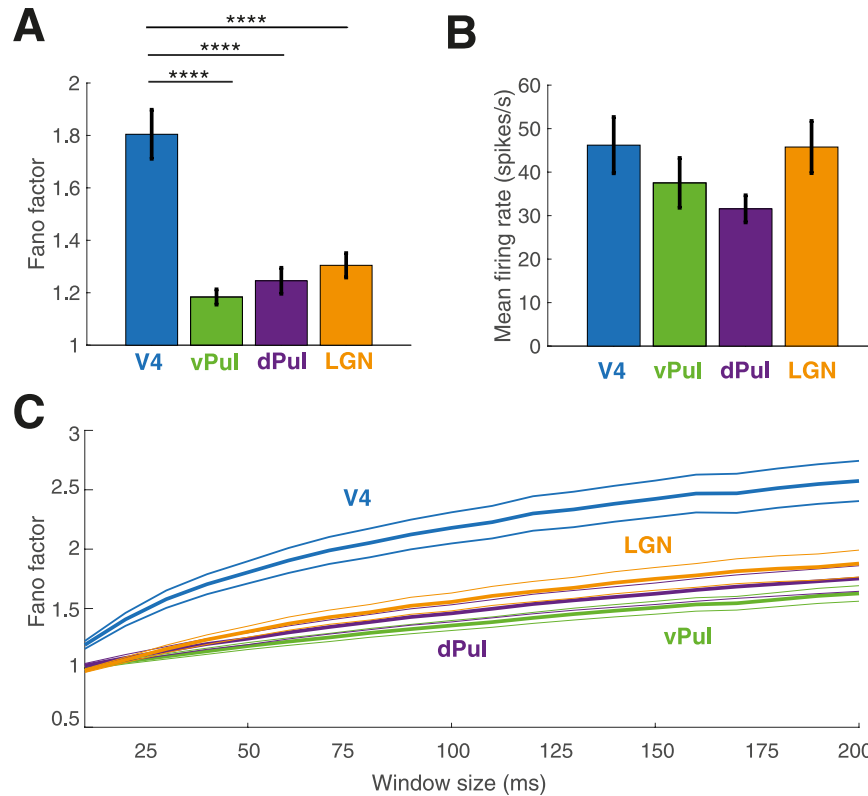 A
****
****
****
Fano factor
2
1.8
1.6
1.4
1.2
1
V4 vPul dPul LGN
B
Mean firing rate (spikes/s)
60
50
40
30
20
10
0
V4 vPul dPul LGN
C
Fano factor
3
2.5
2
1.5
1
0.5
V4
LGN
dPul
vPul
25 50 75 100 125 150 175 200
Window size (ms)